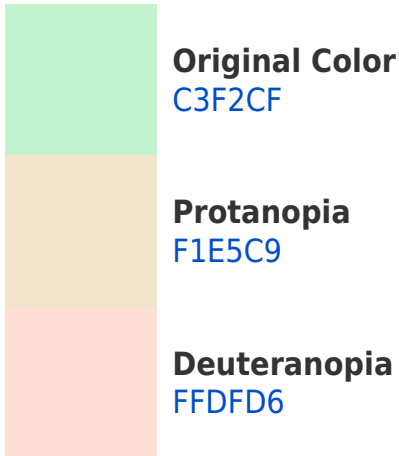 Original Color
C3F2CF
Protanopia
F1E5C9
Deuteranopia
FFDFD6